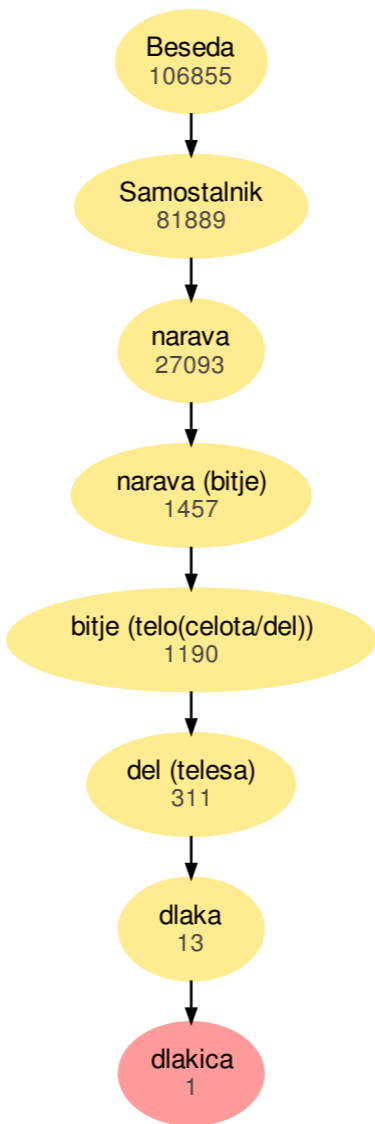 Beseda
106855
Samostalnik
81889
narava
27093
narava (bitje)
1457
bitje (telo(celota/del))
1190
del (telesa)
311
dlaka
13
dlakica
1